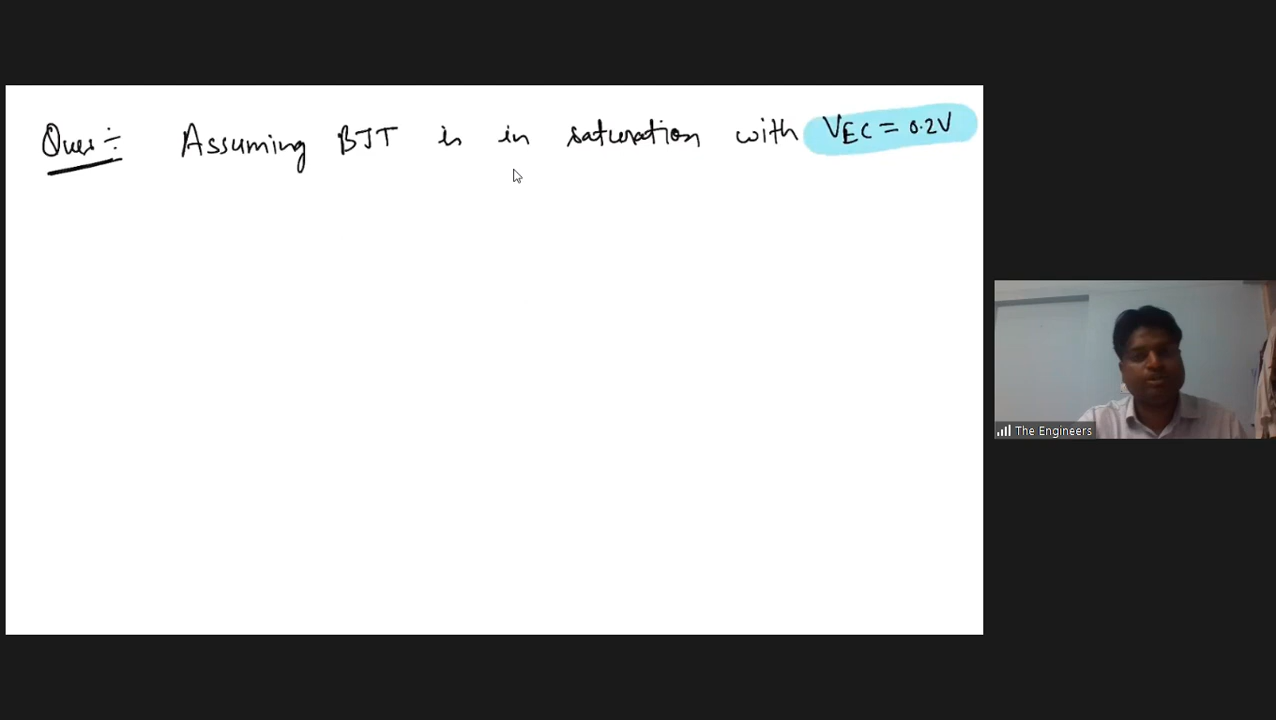 Ques:- Assuming BJT is in saturation with VEC = 0.2V
The Engineers